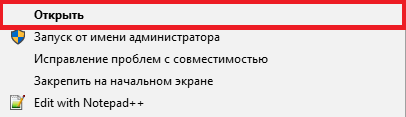 Открыть
Запуск от имени администратора
Исправление проблем с совместимостью
Закрепить на начальном экране
Edit with Notepad++